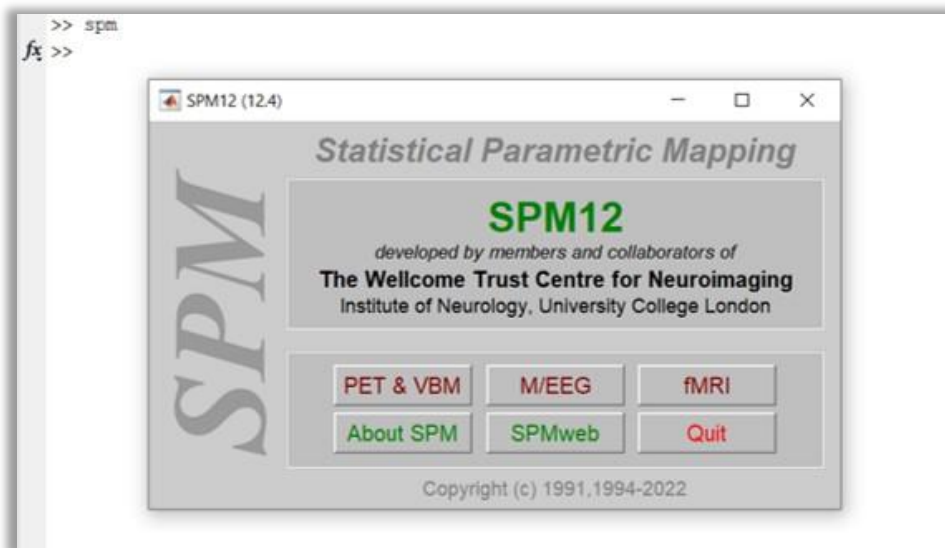 >> spm
fx >>
SPM12 (12.4)
SPM
Statistical Parametric Mapping
SPM12
developed by members and collaborators of
The Wellcome Trust Centre for Neuroimaging
Institute of Neurology, University College London
PET & VBM M/EEG fMRI
About SPM SPMweb Quit
Copyright (c) 1991,1994-2022